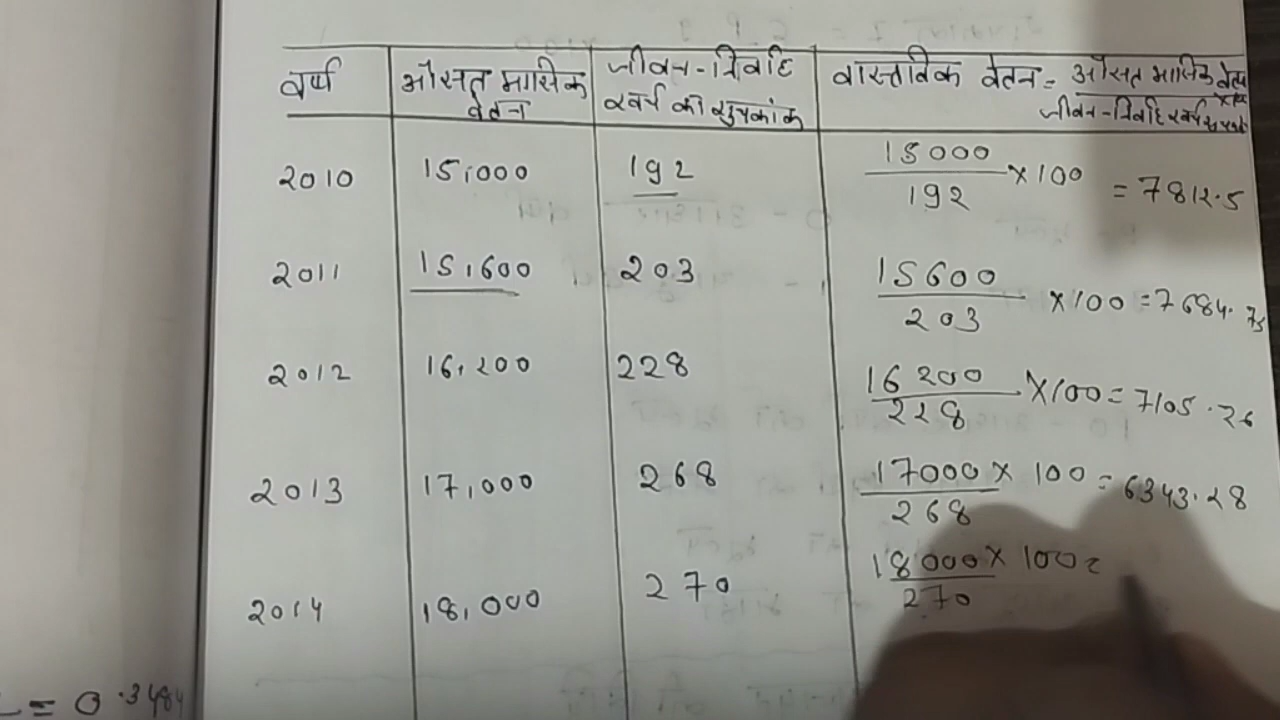 वर्ष औसत मासिक वेतन जीवन-निर्वाह खर्च का सूचकांक वास्तविक वेतन = औसत मासिक वेतन ×100 / जीवन-निर्वाह खर्च सूचकांक
2010 15,000 192 15000/192 ×100 = 7812.5
2011 15,600 203 15600/203 ×100 = 7684.75
2012 16,200 228 16200/228 ×100 = 7105.26
2013 17,000 268 17000/268 × 100 = 6343.28
2014 18,000 270 18000/270 × 100 =
= 0.3484